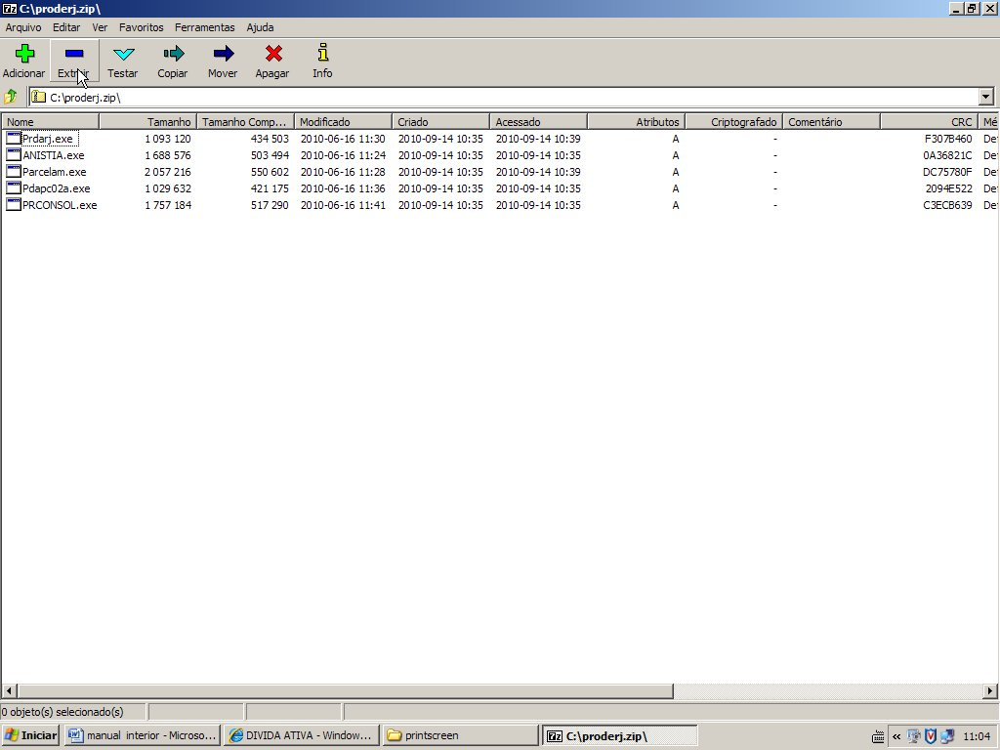 C:\proderj.zip\
Arquivo Editar Ver Favoritos Ferramentas Ajuda
Adicionar Extrair Testar Copiar Mover Apagar Info
C:\proderj.zip\
Nome Tamanho Tamanho Comp... Modificado Criado Acessado Atributos Criptografado Comentário CRC Mé
Prdarj.exe 1 093 120 434 503 2010-06-16 11:30 2010-09-14 10:35 2010-09-14 10:39 A - F307B460 De
ANISTIA.exe 1 688 576 503 494 2010-06-16 11:24 2010-09-14 10:35 2010-09-14 10:35 A - 0A36821C De
Parcelam.exe 2 057 216 550 602 2010-06-16 11:28 2010-09-14 10:35 2010-09-14 10:39 A - DC75780F De
Pdapc02a.exe 1 029 632 421 175 2010-06-16 11:36 2010-09-14 10:35 2010-09-14 10:35 A - 2094E522 De
PRCONSOL.exe 1 757 184 517 290 2010-06-16 11:41 2010-09-14 10:35 2010-09-14 10:35 A - C3ECB639 De
0 objeto(s) selecionado(s)
Iniciar manual interior - Microso... DIVIDA ATIVA - Window... printscreen C:\proderj.zip\ « 11:04